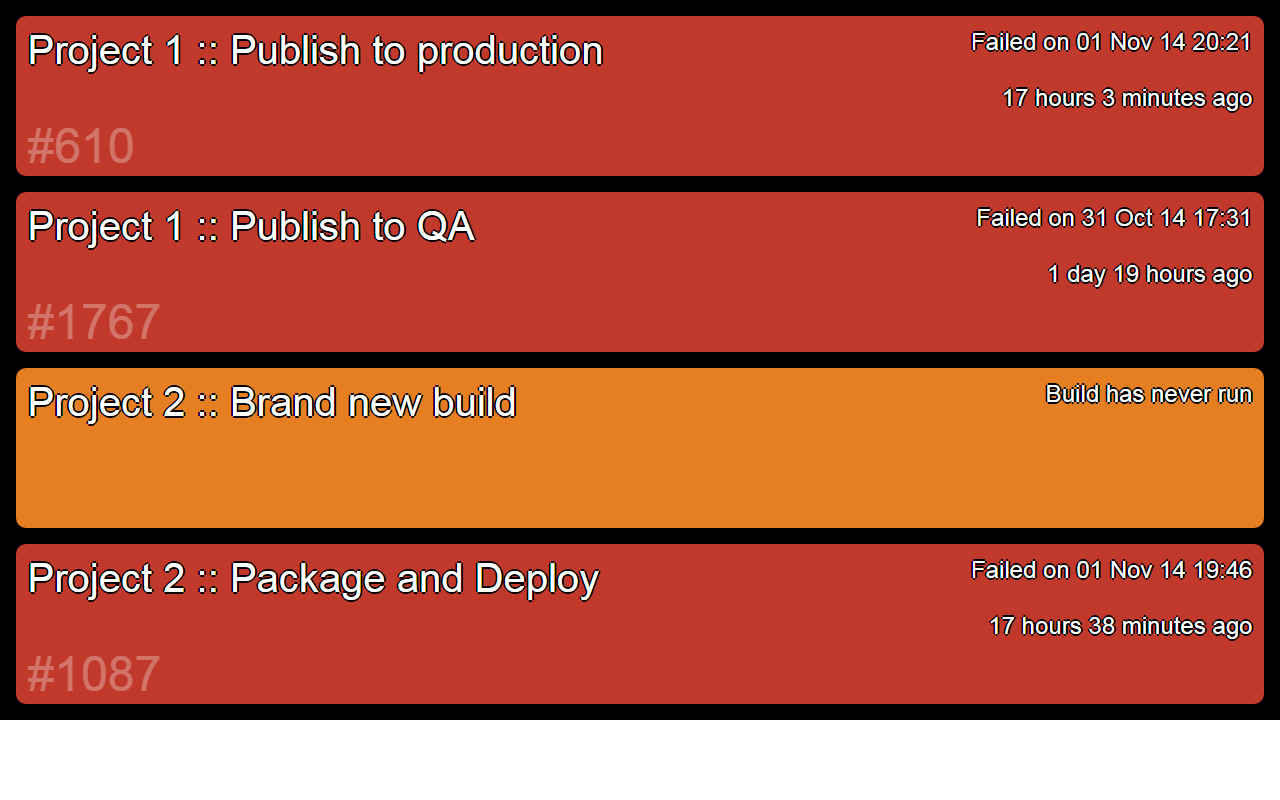 Project 1 :: Publish to production
Failed on 01 Nov 14 20:21
17 hours 3 minutes ago
#610
Project 1 :: Publish to QA
Failed on 31 Oct 14 17:31
1 day 19 hours ago
#1767
Project 2 :: Brand new build
Build has never run
Project 2 :: Package and Deploy
Failed on 01 Nov 14 19:46
17 hours 38 minutes ago
#1087